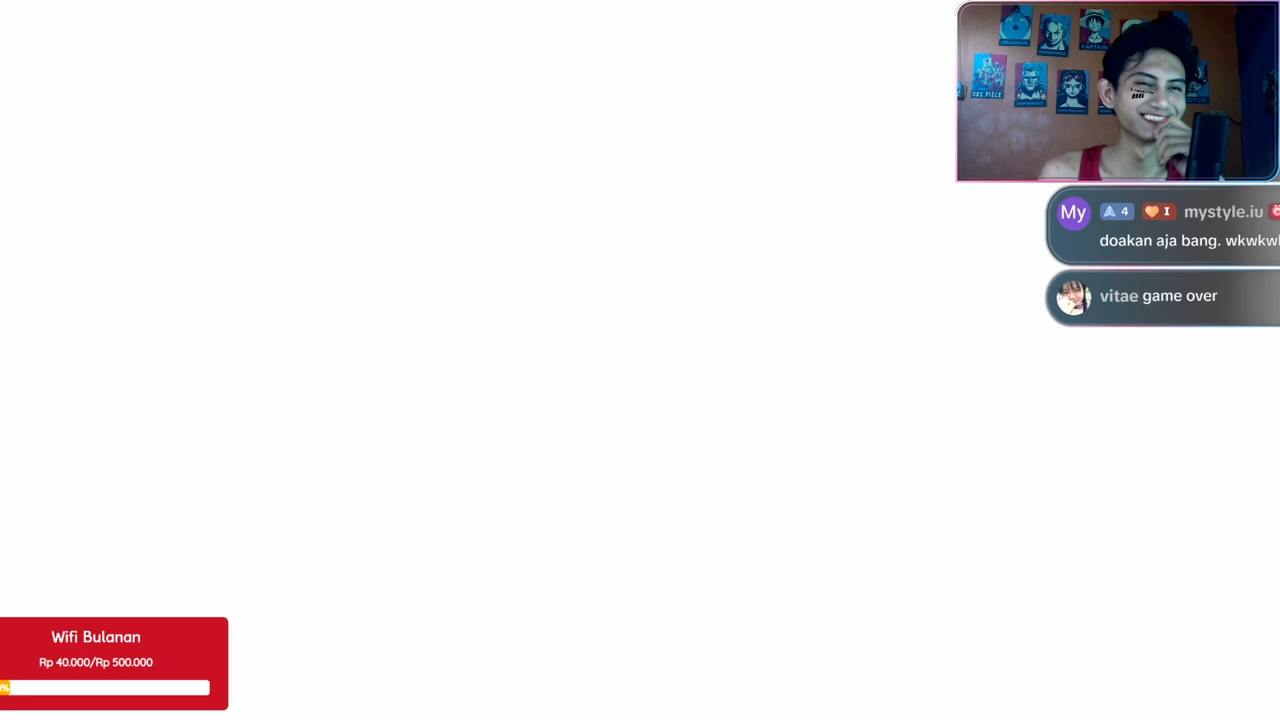 CAPTAIN
ONE PIECE
My 4 I mystyle.iu
doakan aja bang. wkwkw
vitae game over
Wifi Bulanan
Rp 40.000/Rp 500.000